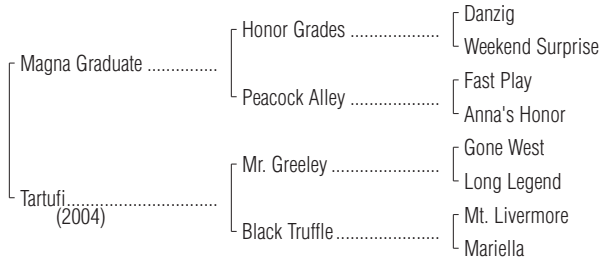 Danzig
Honor Grades ...................
Weekend Surprise
Magna Graduate ...............
Fast Play
Peacock Alley ...................
Anna's Honor
Gone West
Mr. Greeley .......................
Long Legend
Tartufi.................................
(2004)
Mt. Livermore
Black Truffle......................
Mariella